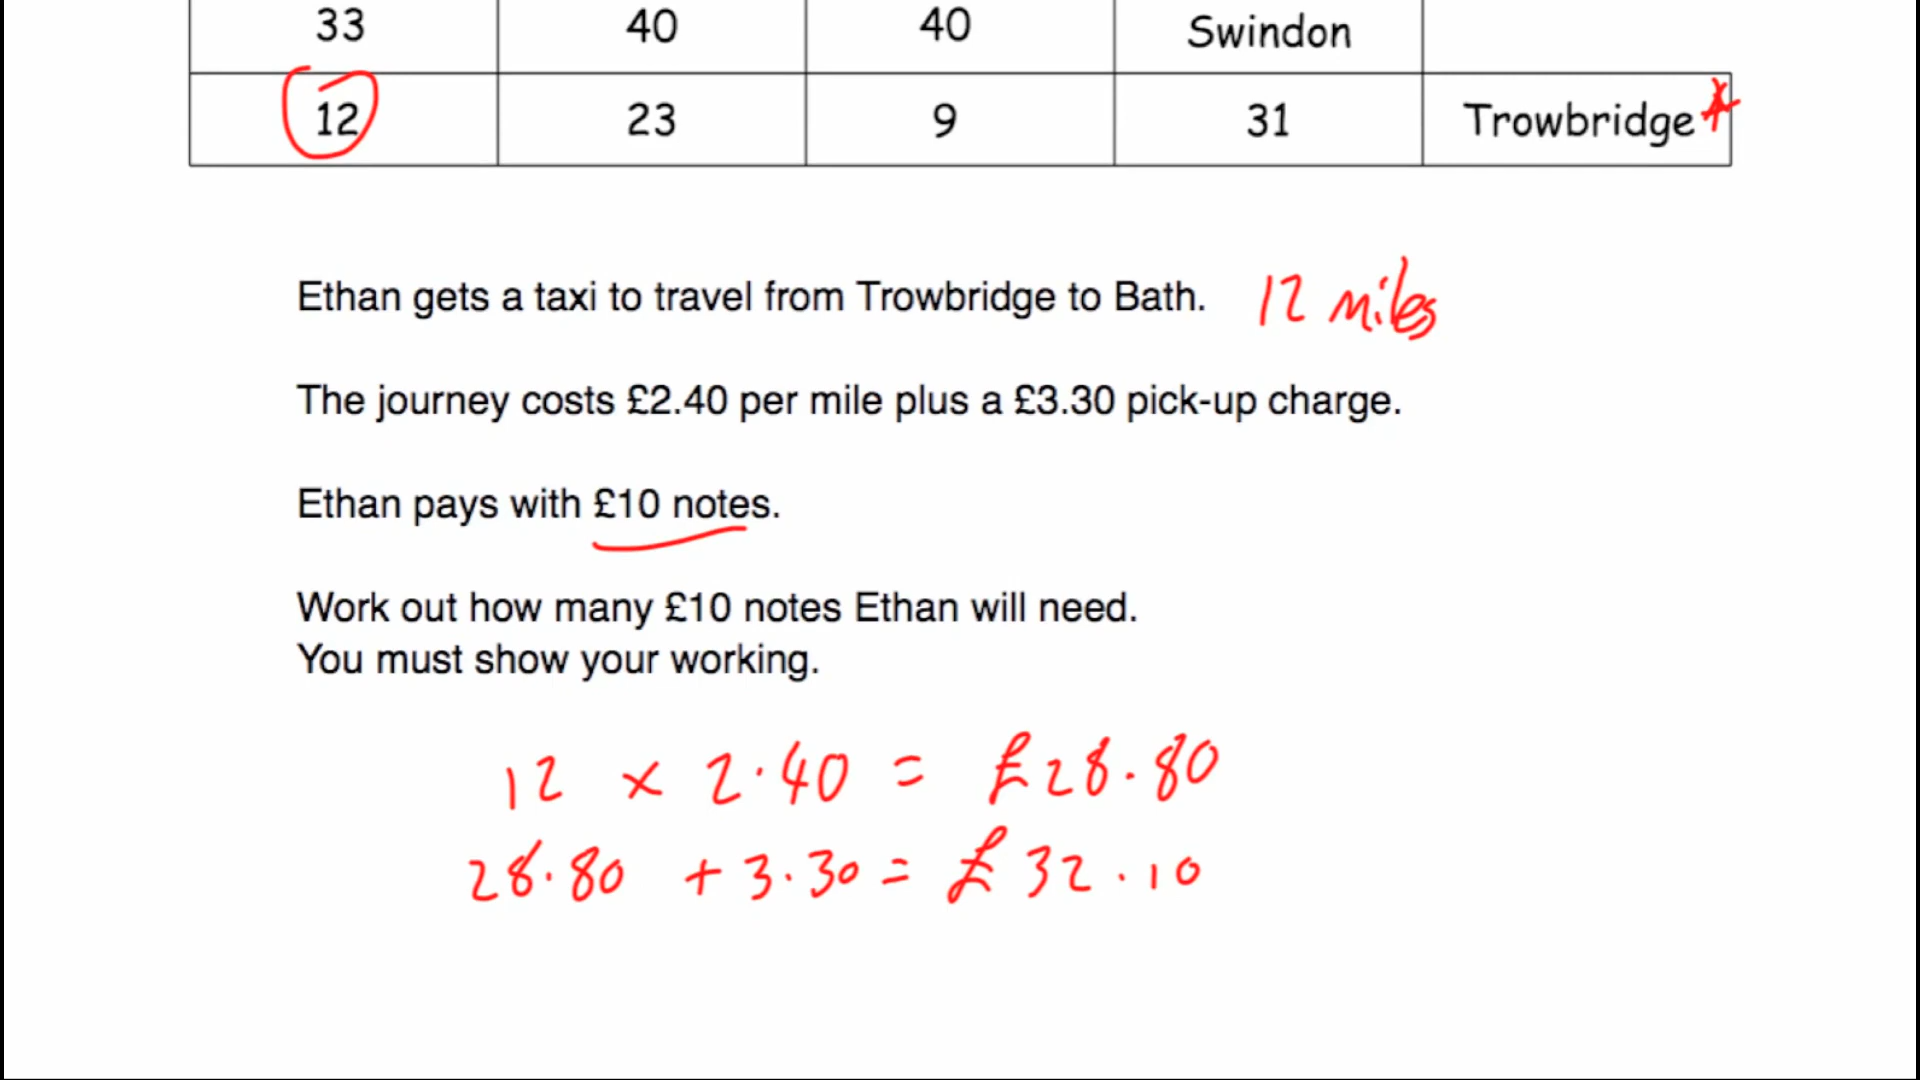 33 40 40 Swindon
12 23 9 31 Trowbridge
Ethan gets a taxi to travel from Trowbridge to Bath. 12 miles
The journey costs £2.40 per mile plus a £3.30 pick-up charge.
Ethan pays with £10 notes.
Work out how many £10 notes Ethan will need.
You must show your working.
12 × 2.40 = £28.80
28.80 + 3.30 = £32.10